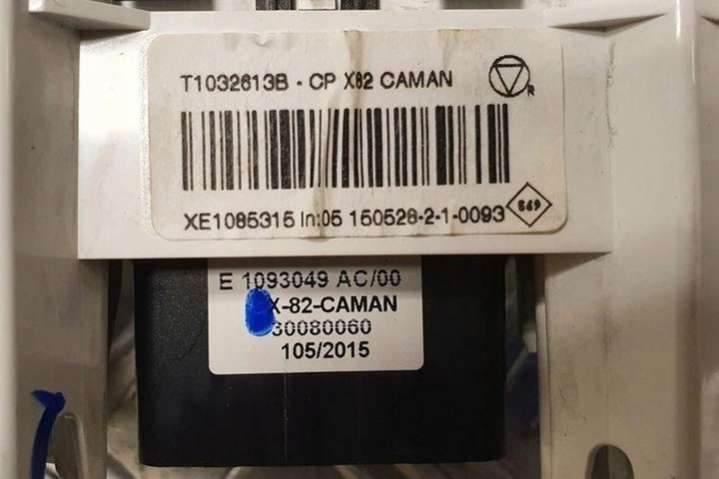 T1032613B - CP X82 CAMAN
R
XE1085315 In:05 150528-2-1-0093
869
E 1093049 AC/00
X-82-CAMAN
30080060
105/2015